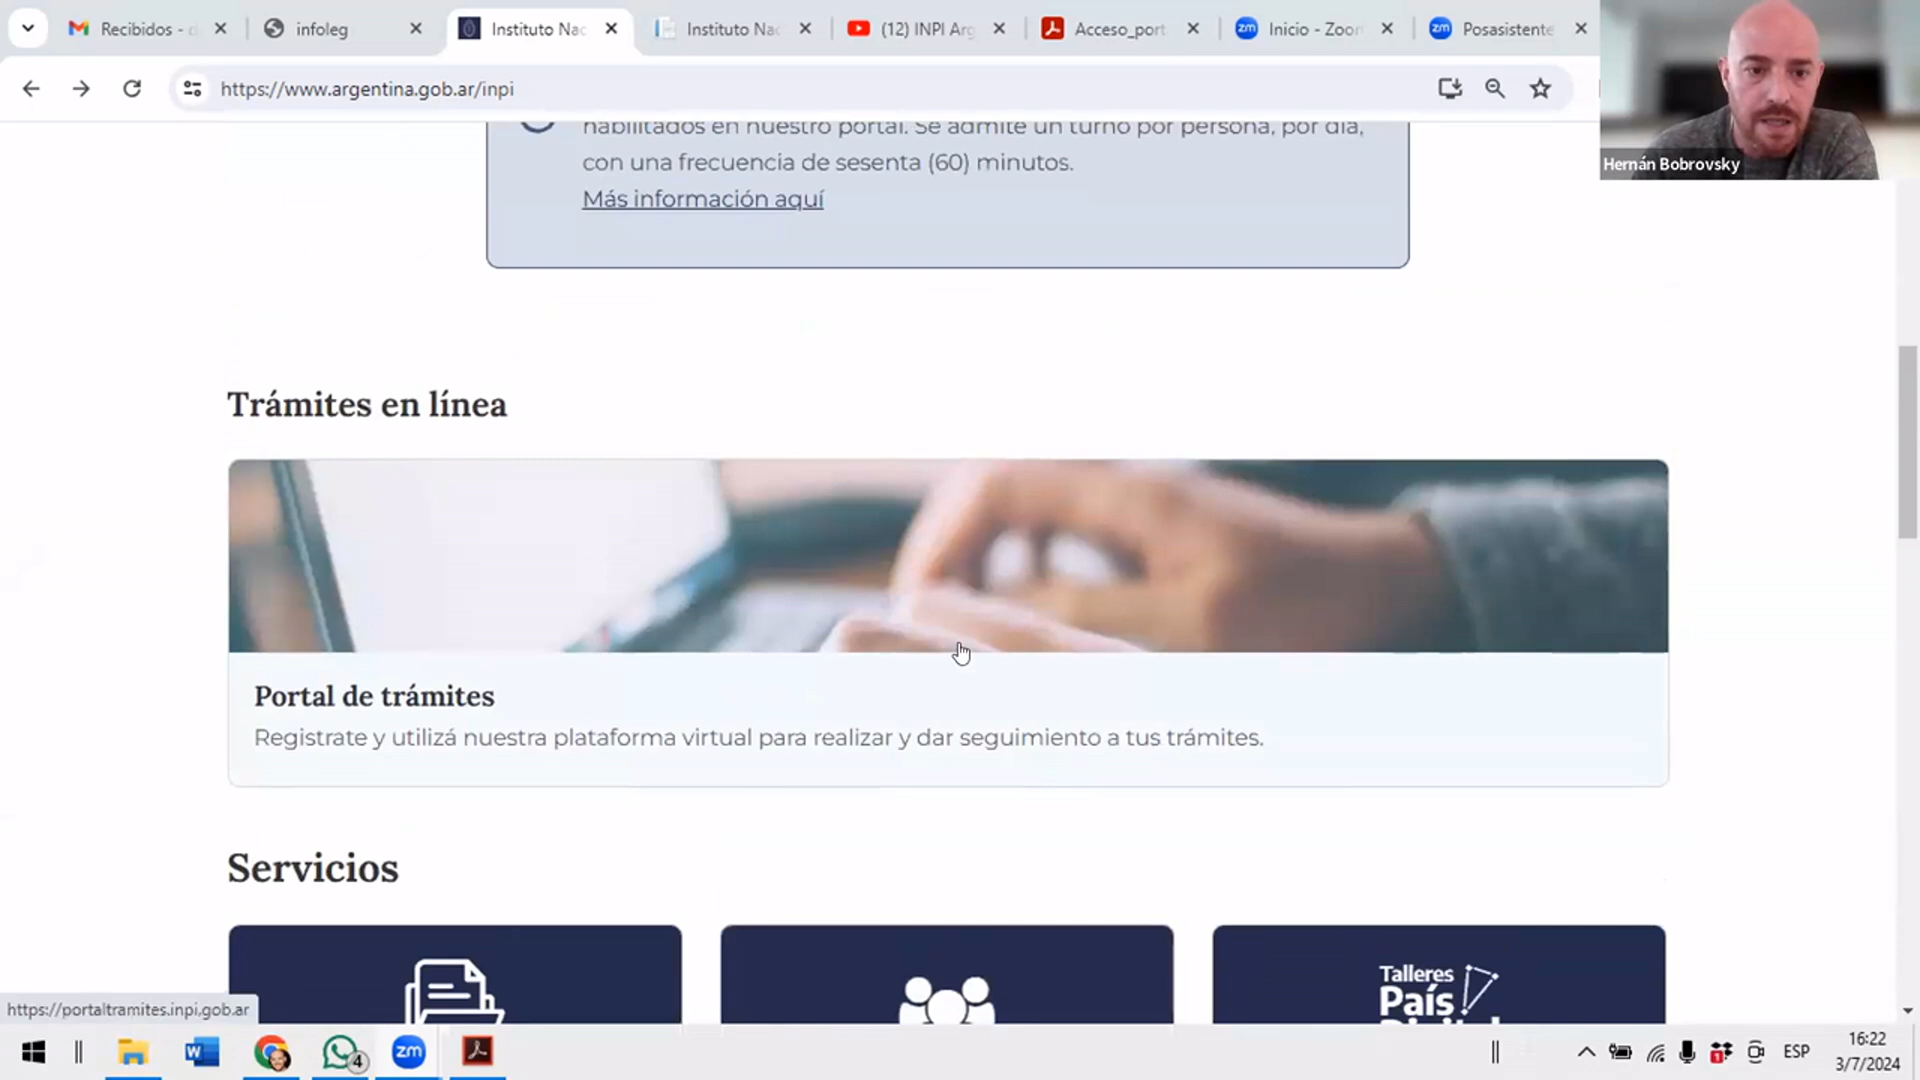 Recibidos - d
infoleg
Instituto Nac
Instituto Nac
(12) INPI Arg
Acceso_port
Inicio - Zoom
Posasistente
https://www.argentina.gob.ar/inpi
Hernán Bobrovsky
habilitados en nuestro portal. Se admite un turno por persona, por día,
con una frecuencia de sesenta (60) minutos.
Más información aquí
Trámites en línea
Portal de trámites
Registrate y utilizá nuestra plataforma virtual para realizar y dar seguimiento a tus trámites.
Servicios
Talleres
País
https://portaltramites.inpi.gob.ar
W
4
zm
1
ESP
16:22
3/7/2024